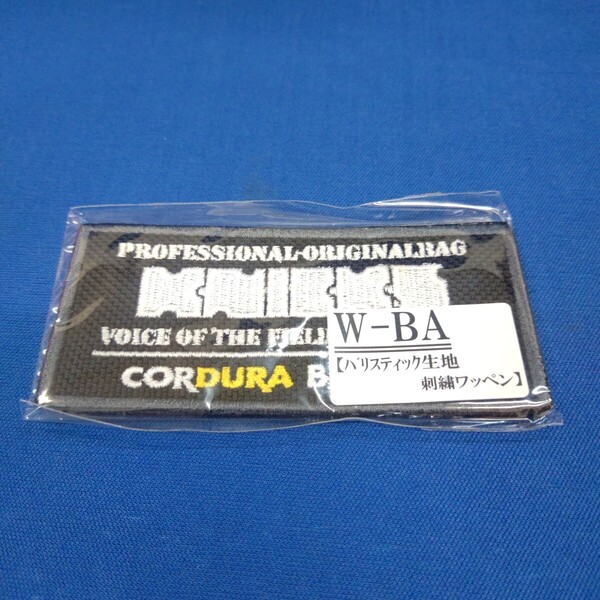 PROFESSIONAL-ORIGINALBAG
VOICE OF THE FIEL
CORDURA B
W-BA
【バリスティック生地
刺繍ワッペン】